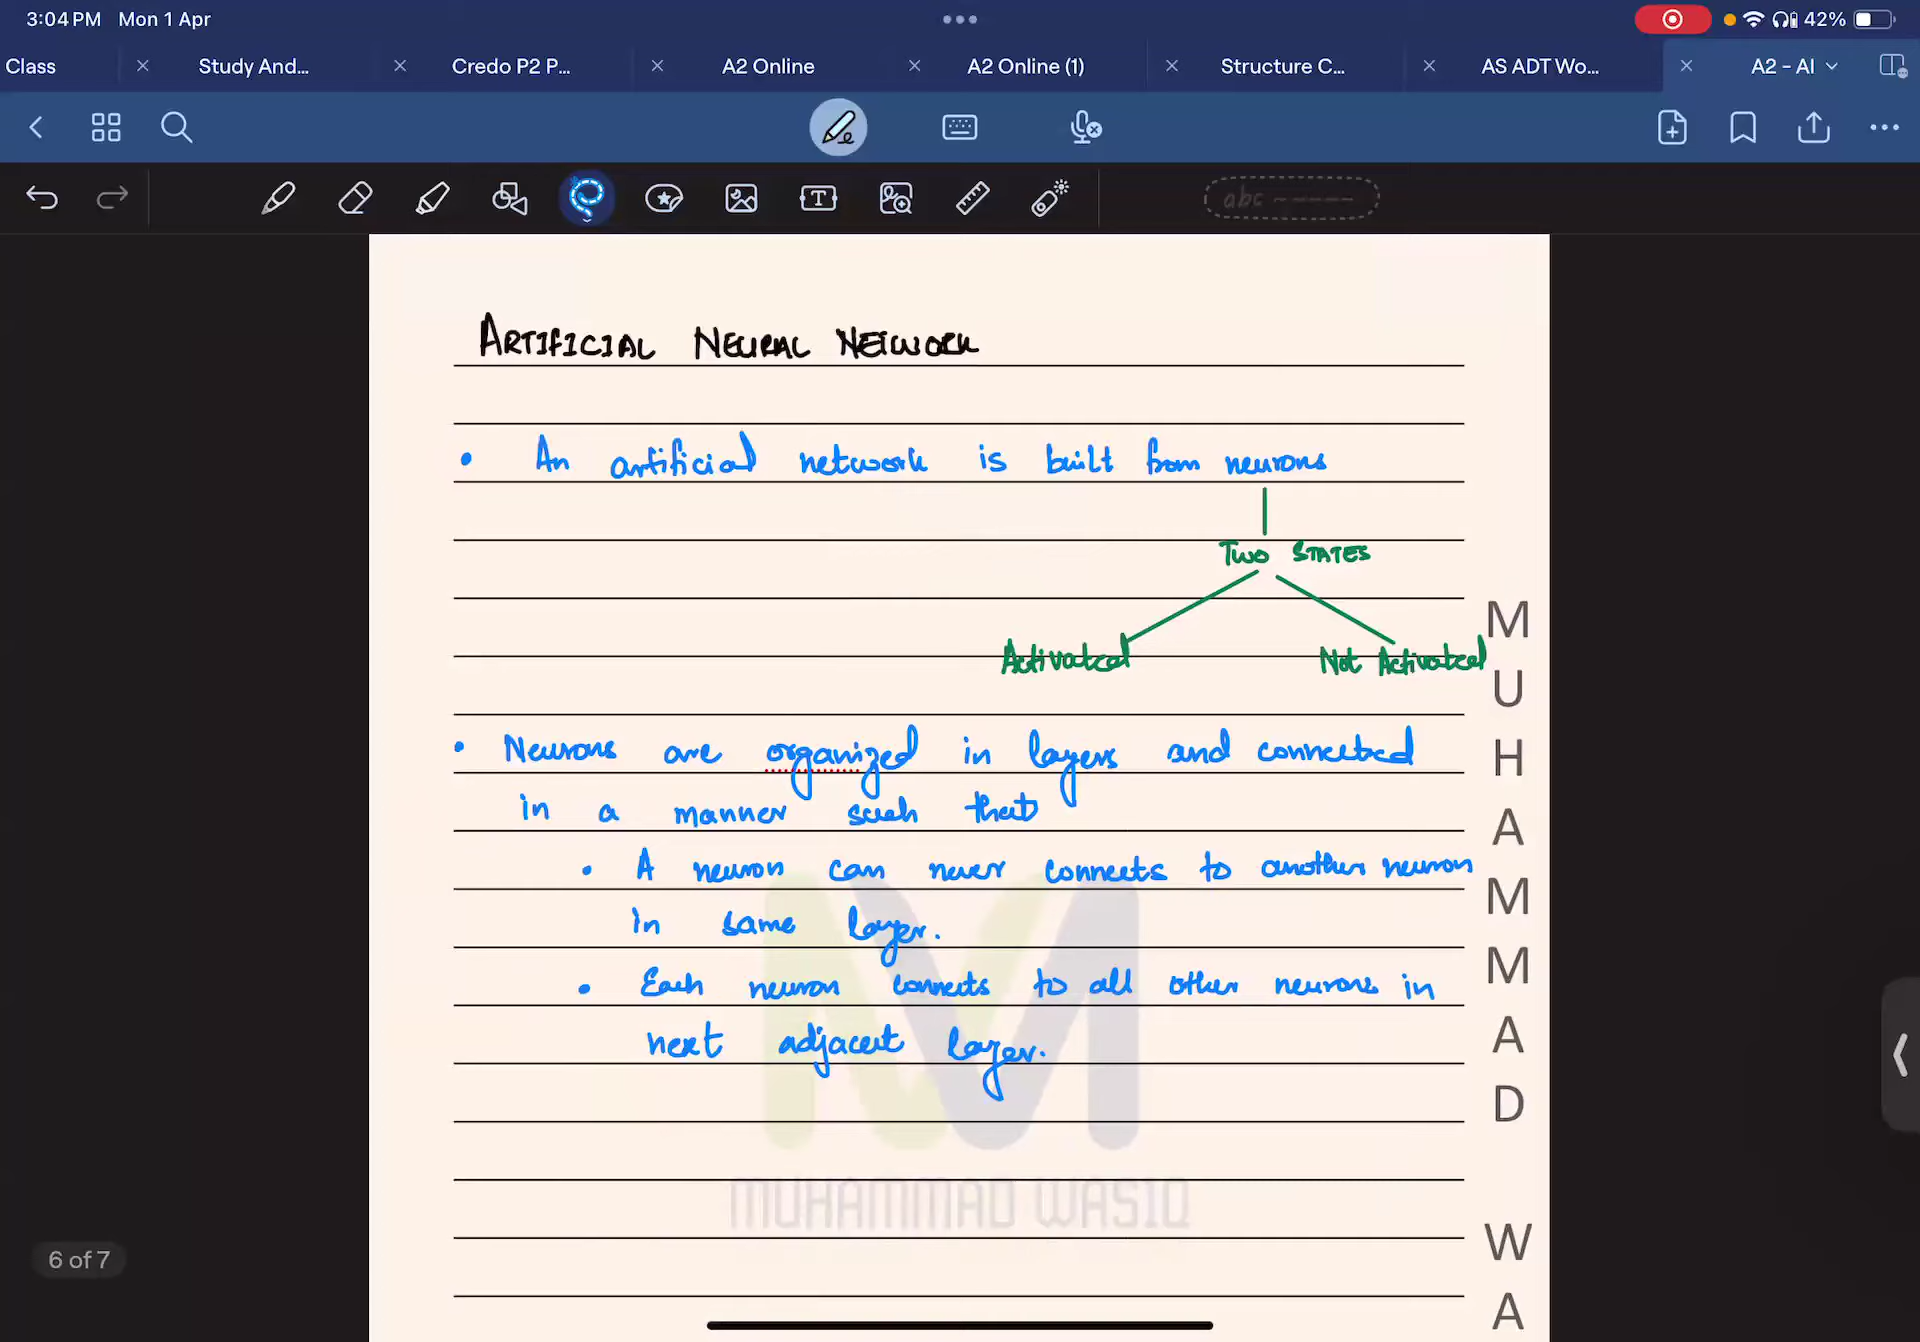 3:04 PM Mon 1 Apr
42%
Class
Study And...
Credo P2 P...
A2 Online
A2 Online (1)
Structure C...
AS ADT Wo...
A2 - AI
abc
ARTIFICIAL NEURAL NETWORK
• An artificial network is built from neurons
TWO STATES
Activated
Not Activated
• Neurons are organized in layers and connected
in a manner such that
• A neuron can never connects to another neuron
in same layer.
• Each neuron connects to all other neurons in
next adjacent layer.
MUHAMMAD WASIQ
MUHAMMAD WA
6 of 7